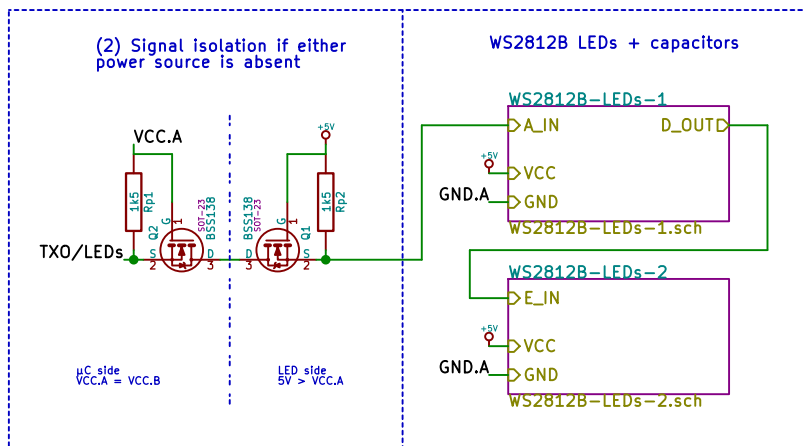 (2) Signal isolation if either
power source is absent
WS2812B LEDs + capacitors
VCC.A
1k5
Rp1
TXO/LEDs
Q2
G
1
S
2
D
3
SOT-23
BSS138
+5V
BSS138
SOT-23
G
1
Q1
D
3
S
2
1k5
Rp2
µC side
VCC.A = VCC.B
LED side
5V > VCC.A
WS2812B-LEDs-1
A_IN
D_OUT
+5V
VCC
GND.A
GND
WS2812B-LEDs-1.sch
WS2812B-LEDs-2
E_IN
+5V
VCC
GND.A
GND
WS2812B-LEDs-2.sch